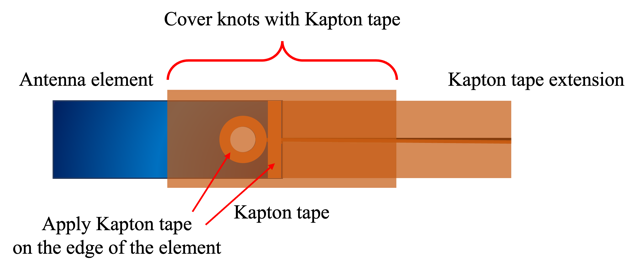 Cover knots with Kapton tape
Antenna element
Kapton tape extension
Kapton tape
Apply Kapton tape
on the edge of the element